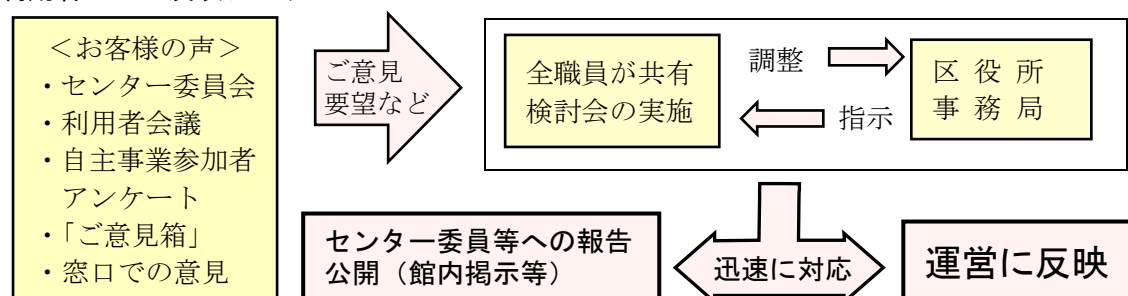 ＜お客様の声＞
・センター委員会
・利用者会議
・自主事業参加者
アンケート
・「ご意見箱」
・窓口での意見
ご意見
要望など
全職員が共有
検討会の実施
調整
指示
区役所
事務局
センター委員等への報告
公開（館内掲示等）
迅速に対応
運営に反映